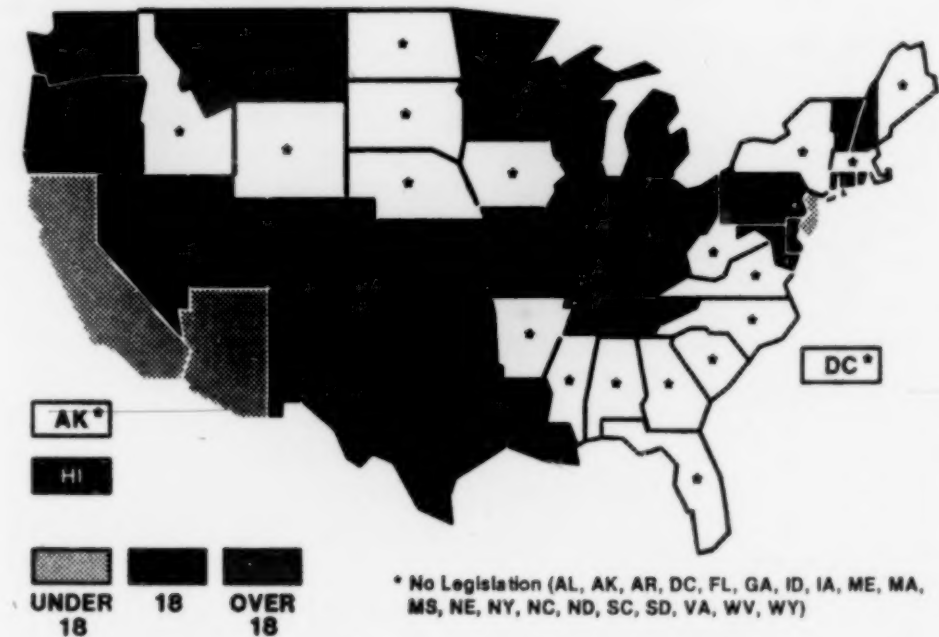 DC*
AK*
HI
UNDER 18
18
OVER 18
* No Legislation (AL, AK, AR, DC, FL, GA, ID, IA, ME, MA,
MS, NE, NY, NC, ND, SC, SD, VA, WV, WY)